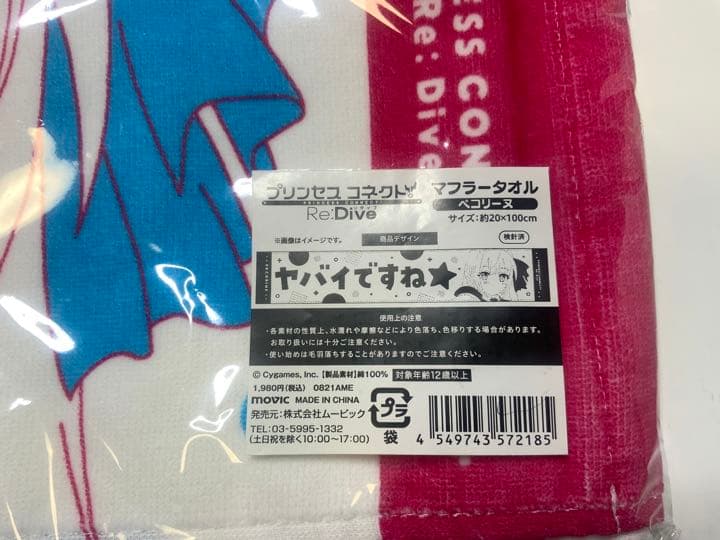 ESS CON
Re: Dive
プリンセス コネクト!
PRINCESS CONNECT!
Re:Dive
マフラータオル
ペコリーヌ
サイズ:約20×100cm
※画像はイメージです。
商品デザイン
検針済
ヤバイですね★
使用上の注意
・各素材の性質上、水濡れや摩擦などにより色落ち、色移りする場合があります。
お取り扱いには十分ご注意ください。
・使い始めは毛羽落ちすることがありますのでご注意ください。
© Cygames, Inc. 【製品素材】綿100% 対象年齢12歳以上
1,980円(税込) 0821AME
movic MADE IN CHINA
発売元:株式会社ムービック
TEL:03-5995-1332
(土日祝を除く10:00~17:00)
プラ
袋
4 549743 572185